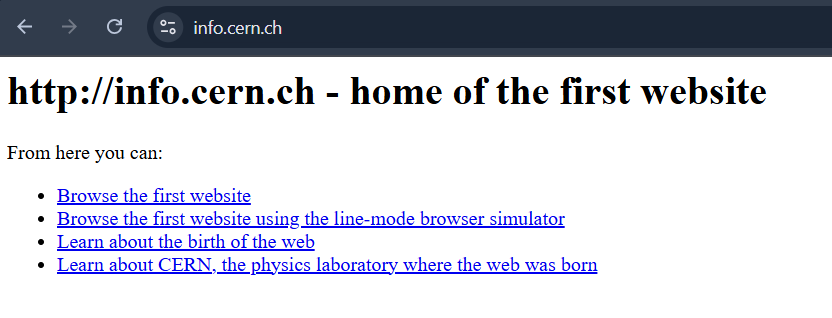 info.cern.ch
http://info.cern.ch - home of the first website
From here you can:
Browse the first website
Browse the first website using the line-mode browser simulator
Learn about the birth of the web
Learn about CERN, the physics laboratory where the web was born